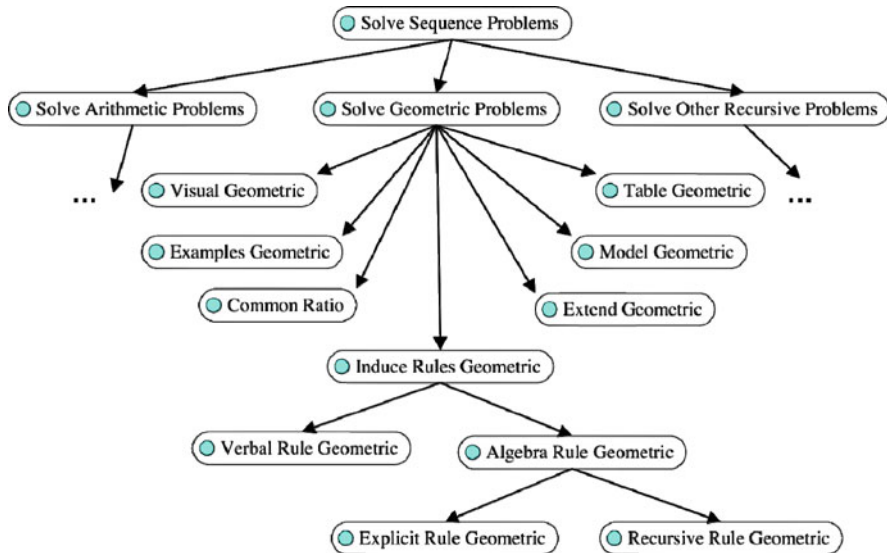 Solve Sequence Problems
Solve Arithmetic Problems
Solve Geometric Problems
Solve Other Recursive Problems
...
Visual Geometric
Table Geometric
...
Examples Geometric
Model Geometric
Common Ratio
Extend Geometric
Induce Rules Geometric
Verbal Rule Geometric
Algebra Rule Geometric
Explicit Rule Geometric
Recursive Rule Geometric